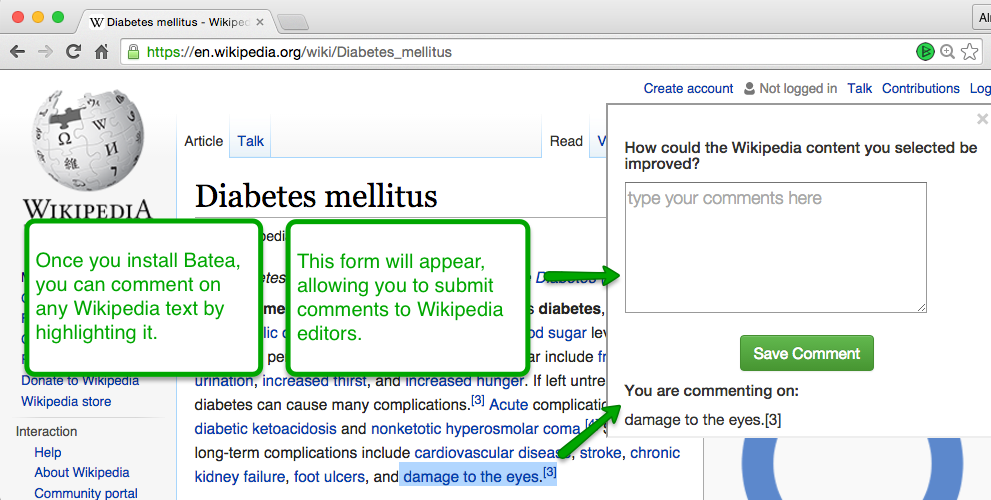 Diabetes mellitus - Wikiped
https://en.wikipedia.org/wiki/Diabetes_mellitus
Create account Not logged in Talk Contributions Log
WIKIPEDIA
Article Talk Read V
Diabetes mellitus
Once you install Batea,
you can comment on
any Wikipedia text by
highlighting it.
This form will appear,
allowing you to submit
comments to Wikipedia
editors.
Diabetes
diabetes,
sugar
include
urination, increased thirst, and increased hunger. If left
diabetes can cause many complications.[3] Acute
diabetic ketoacidosis and nonketotic hyperosmolar coma
long-term complications include cardiovascular disease, stroke, chronic
kidney failure, foot ulcers, and damage to the eyes.[3]
Donate to Wikipedia
Wikipedia store
Interaction
Help
About Wikipedia
Community portal
How could the Wikipedia content you selected be
improved?
type your comments here
Save Comment
You are commenting on:
damage to the eyes.[3]